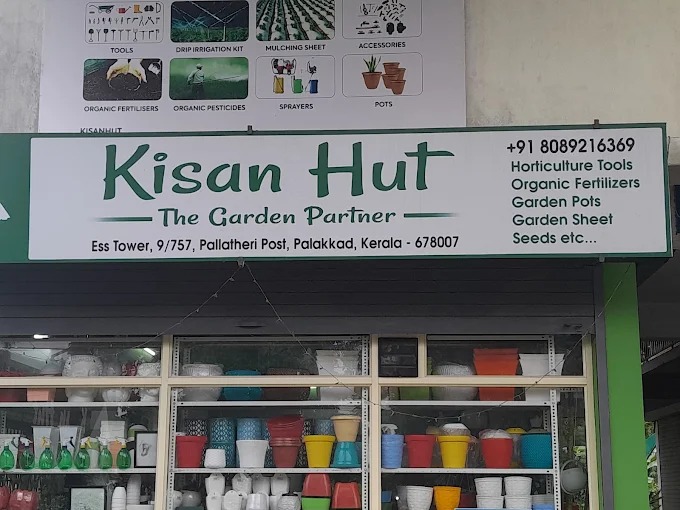 TOOLS
DRIP IRRIGATION KIT
MULCHING SHEET
ACCESSORIES
ORGANIC FERTILISERS
ORGANIC PESTICIDES
SPRAYERS
POTS
KISANHUT
Kisan Hut
The Garden Partner
Ess Tower, 9/757, Pallatheri Post, Palakkad, Kerala - 678007
+91 8089216369
Horticulture Tools
Organic Fertilizers
Garden Pots
Garden Sheet
Seeds etc...